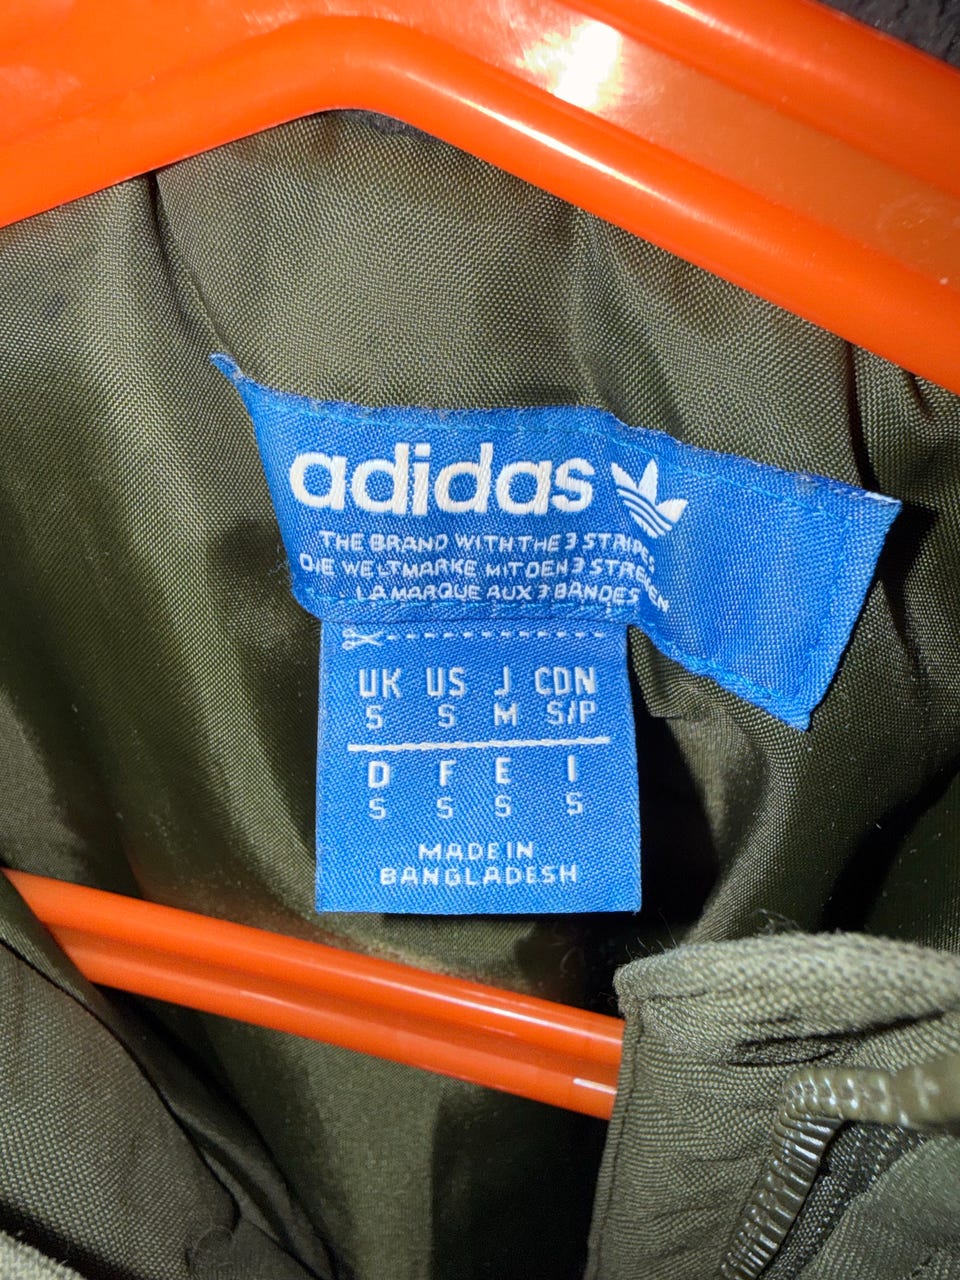 adidas
THE BRAND WITH THE 3 STRIPES
DIE WELTMARKE MIT DEN 3 STREIFEN
LA MARQUE AUX 3 BANDES
UK US J CDN
S S M S/P
D F E I
S S S S
MADE IN
BANGLADESH